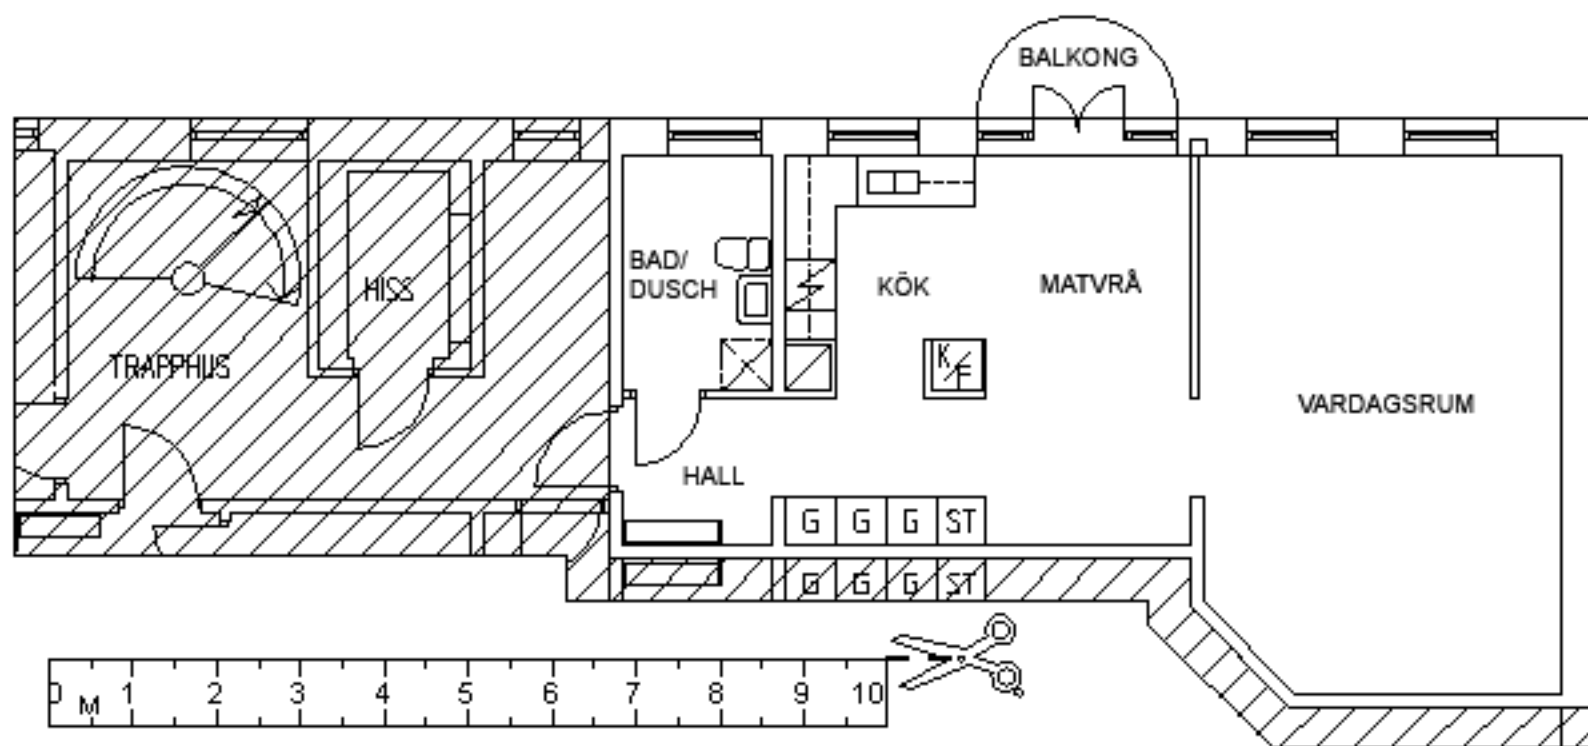 BALKONG
BAD/
DUSCH
HISS
KÖK
MATVRÅ
TRAPPHUS
K/F
VARDAGSRUM
HALL
G G G ST
G G G ST
0 M 1 2 3 4 5 6 7 8 9 10